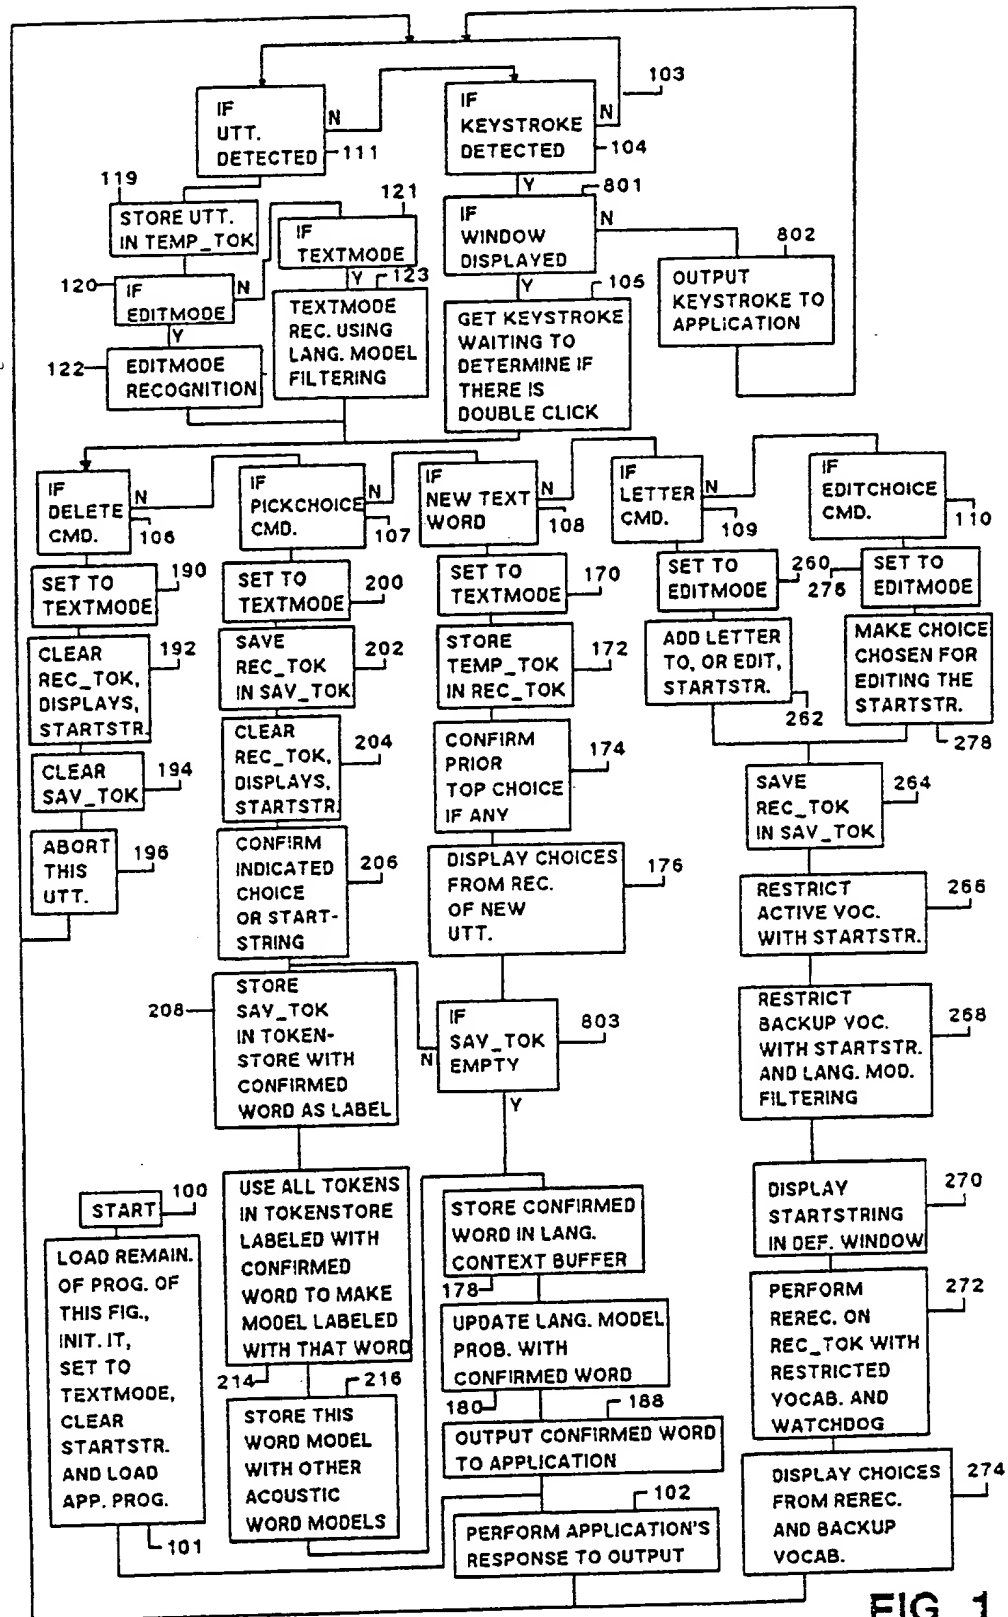 103
IF
UTT.
DETECTED
N
111
IF
KEYSTROKE
DETECTED
N
104
Y
119
STORE UTT.
IN TEMP_TOK
121
IF
TEXTMODE
801
IF
WINDOW
DISPLAYED
N
802
OUTPUT
KEYSTROKE TO
APPLICATION
120
IF
EDITMODE
N
Y
Y
123
TEXTMODE
REC. USING
LANG. MODEL
FILTERING
Y
105
GET KEYSTROKE
WAITING TO
DETERMINE IF
THERE IS
DOUBLE CLICK
122
EDITMODE
RECOGNITION
IF
DELETE
CMD.
N
106
IF
PICKCHOICE
CMD.
N
107
IF
NEW TEXT
WORD
N
108
IF
LETTER
CMD.
N
109
IF
EDITCHOICE
CMD.
110
SET TO
TEXTMODE
190
CLEAR
REC_TOK,
DISPLAYS,
STARTSTR.
192
CLEAR
SAV_TOK
194
ABORT
THIS
UTT.
196
SET TO
TEXTMODE
200
SAVE
REC_TOK
IN SAV_TOK
202
CLEAR
REC_TOK,
DISPLAYS,
STARTSTR.
204
CONFIRM
INDICATED
CHOICE
OR START-
STRING
206
208
STORE
SAV_TOK
IN TOKEN-
STORE WITH
CONFIRMED
WORD AS LABEL
USE ALL TOKENS
IN TOKENSTORE
LABELED WITH
CONFIRMED
WORD TO MAKE
MODEL LABELED
WITH THAT WORD
214
216
STORE THIS
WORD MODEL
WITH OTHER
ACOUSTIC
WORD MODELS
SET TO
TEXTMODE
170
STORE
TEMP_TOK
IN REC_TOK
172
CONFIRM
PRIOR
TOP CHOICE
IF ANY
174
DISPLAY CHOICES
FROM REC.
OF NEW
UTT.
176
IF
SAV_TOK
EMPTY
N
803
Y
STORE CONFIRMED
WORD IN LANG.
CONTEXT BUFFER
178
UPDATE LANG. MODEL
PROB. WITH
CONFIRMED WORD
180
188
OUTPUT CONFIRMED WORD
TO APPLICATION
102
PERFORM APPLICATION'S
RESPONSE TO OUTPUT
SET TO
EDITMODE
260
ADD LETTER
TO, OR EDIT,
STARTSTR.
262
276
SET TO
EDITMODE
MAKE CHOICE
CHOSEN FOR
EDITING THE
STARTSTR.
278
SAVE
REC_TOK
IN SAV_TOK
264
RESTRICT
ACTIVE VOC.
WITH STARTSTR.
266
RESTRICT
BACKUP VOC.
WITH STARTSTR.
AND LANG. MOD.
FILTERING
268
DISPLAY
STARTSTRING
IN DEF. WINDOW
270
PERFORM
REREC. ON
REC_TOK WITH
RESTRICTED
VOCAB. AND
WATCHDOG
272
DISPLAY CHOICES
FROM REREC.
AND BACKUP
VOCAB.
274
START
100
LOAD REMAIN.
OF PROG. OF
THIS FIG.,
INIT. IT,
SET TO
TEXTMODE,
CLEAR
STARTSTR.
AND LOAD
APP. PROG.
101
FIG. 1